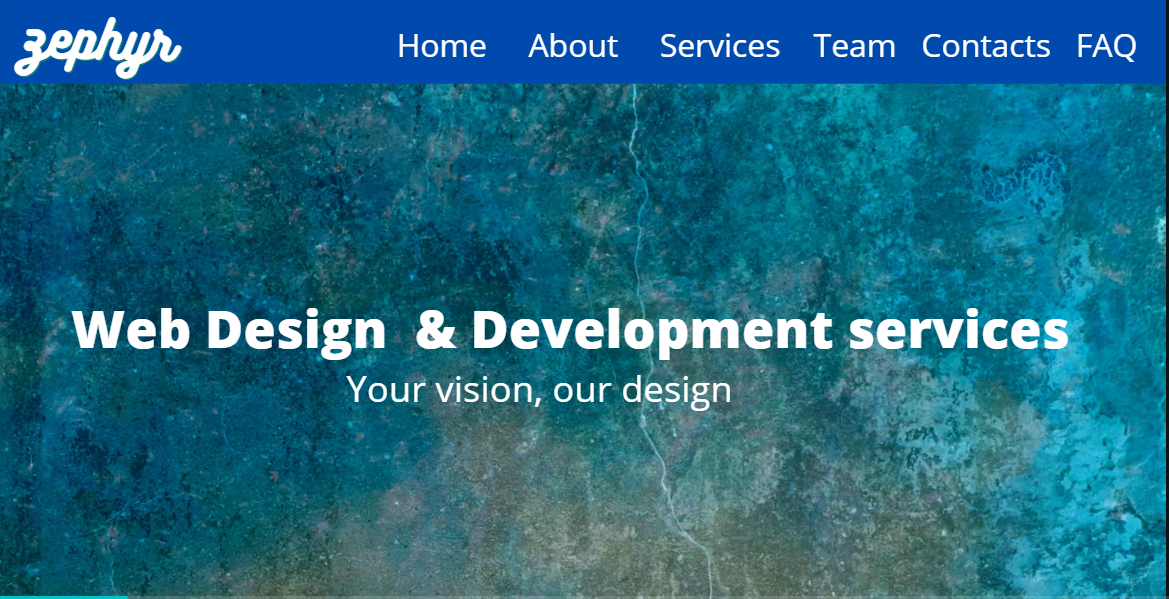 zephyr
Home About Services Team Contacts FAQ
Web Design & Development services
Your vision, our design